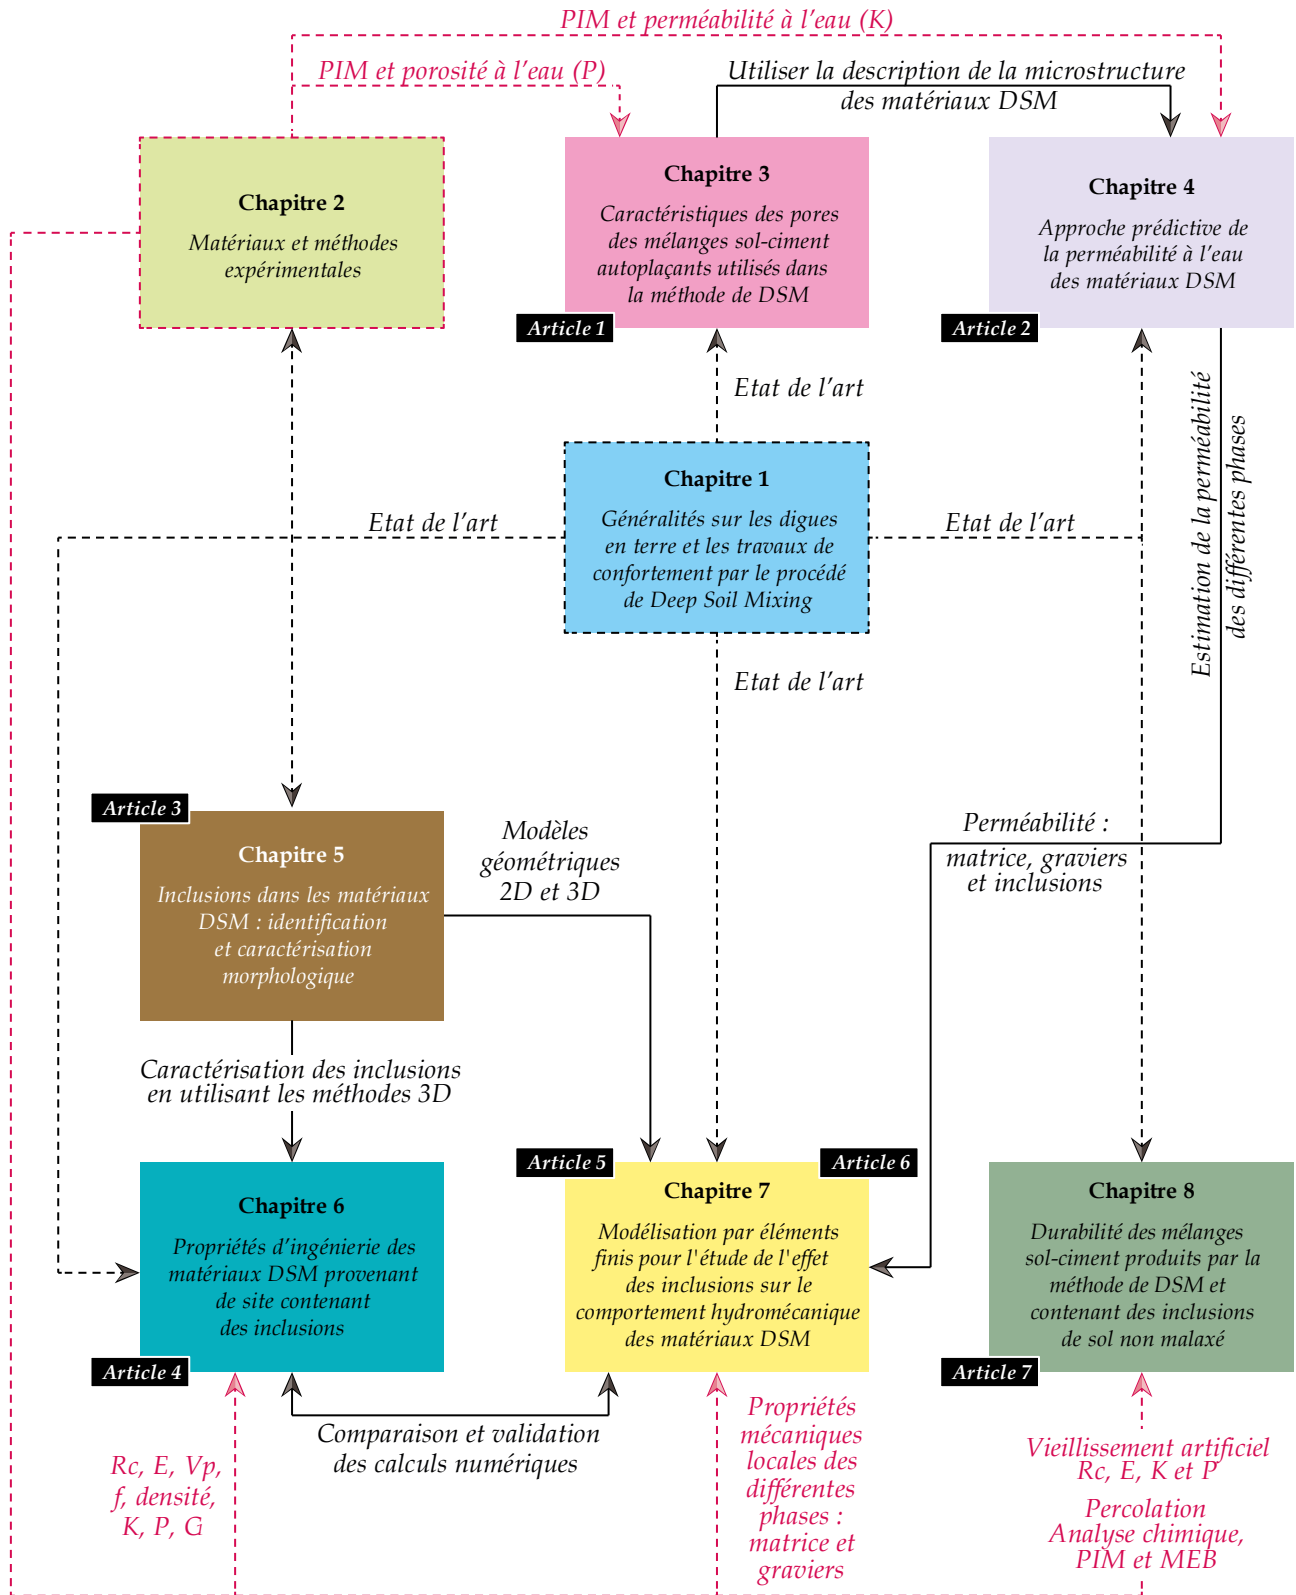 PIM et perméabilité à l'eau (K)
PIM et porosité à l'eau (P)
Utiliser la description de la microstructure
des matériaux DSM
Chapitre 2
Matériaux et méthodes
expérimentales
Chapitre 3
Caractéristiques des pores
des mélanges sol-ciment
autoplaçants utilisés dans
la méthode de DSM
Article 1
Chapitre 4
Approche prédictive de
la perméabilité à l'eau
des matériaux DSM
Article 2
Etat de l'art
Estimation de la perméabilité
des différentes phases
Chapitre 1
Généralités sur les digues
en terre et les travaux de
confortement par le procédé
de Deep Soil Mixing
Etat de l'art
Etat de l'art
Etat de l'art
Article 3
Chapitre 5
Inclusions dans les matériaux
DSM : identification
et caractérisation
morphologique
Modèles
géométriques
2D et 3D
Perméabilité :
matrice, graviers
et inclusions
Caractérisation des inclusions
en utilisant les méthodes 3D
Chapitre 6
Propriétés d'ingénierie des
matériaux DSM provenant
de site contenant
des inclusions
Article 4
Article 5
Article 6
Chapitre 7
Modélisation par éléments
finis pour l'étude de l'effet
des inclusions sur le
comportement hydromécanique
des matériaux DSM
Chapitre 8
Durabilité des mélanges
sol-ciment produits par la
méthode de DSM et
contenant des inclusions
de sol non malaxé
Article 7
Comparaison et validation
des calculs numériques
Rc, E, Vp,
f, densité,
K, P, G
Propriétés
mécaniques
locales des
différentes
phases :
matrice et
graviers
Vieillissement artificiel
Rc, E, K et P
Percolation
Analyse chimique,
PIM et MEB